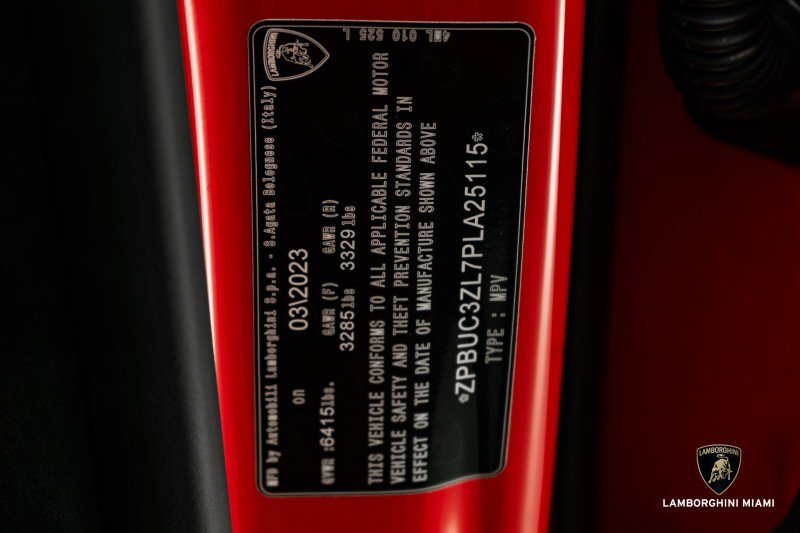 LAMBORGHINI
4ML 010 525 L
MFD by Automobili Lamborghini S.p.a. - S.Agata Bolognese (Italy)
on 03\2023
GVWR :6415lbs. GAWR (F) GAWR (R)
3285lbs 3329lbs
THIS VEHICLE CONFORMS TO ALL APPLICABLE FEDERAL MOTOR
VEHICLE SAFETY AND THEFT PREVENTION STANDARDS IN
EFFECT ON THE DATE OF MANUFACTURE SHOWN ABOVE
*ZPBUC3ZL7PLA25115*
TYPE : MPV
LAMBORGHINI
LAMBORGHINI MIAMI